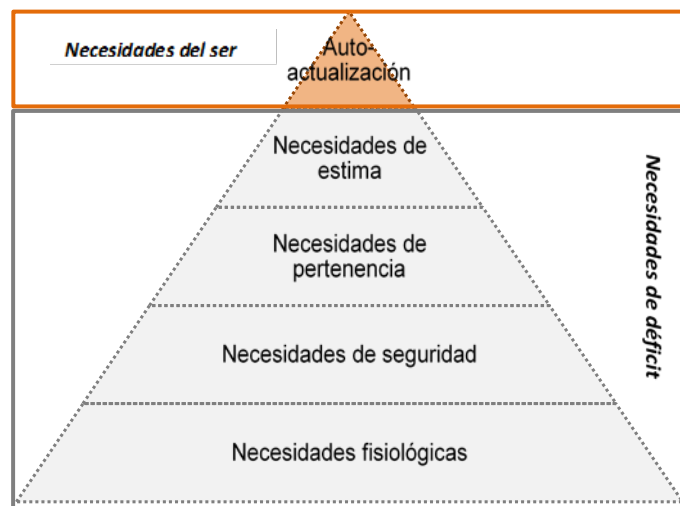 Necesidades del ser
Auto-
actualización
Necesidades de
estima
Necesidades de
pertenencia
Necesidades de seguridad
Necesidades fisiológicas
Necesidades de déficit